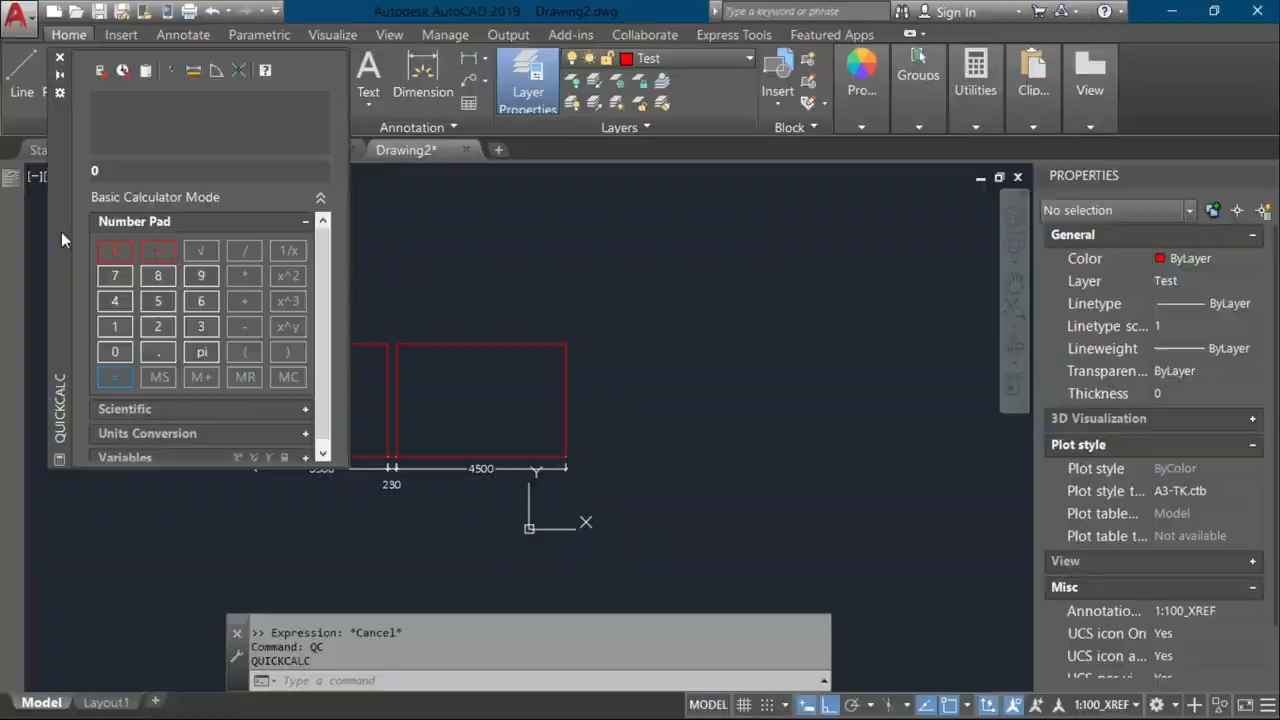 Autodesk AutoCAD 2019 Drawing2.dwg
Type a keyword or phrase
Sign In
Home Insert Annotate Parametric Visualize View Manage Output Add-ins Collaborate Express Tools Featured Apps
Line
Text
Dimension
Layer
Properties
Test
Insert
Pro...
Groups
Utilities
Clip...
View
Annotation
Layers
Block
Drawing2*
0
Basic Calculator Mode
Number Pad
√ / 1/x
7 8 9 * x^2
4 5 6 + x^3
1 2 3 - x^y
0 . pi ( )
= MS M+ MR MC
Scientific
Units Conversion
Variables
QUICKCALC
4500
230
Y
X
>> Expression: *Cancel*
Command: QC
QUICKCALC
Type a command
PROPERTIES
No selection
General
Color ByLayer
Layer Test
Linetype ByLayer
Linetype sc... 1
Lineweight ByLayer
Transparen... ByLayer
Thickness 0
3D Visualization
Plot style
Plot style ByColor
Plot style t... A3-TK.ctb
Plot table... Model
Plot table t... Not available
View
Misc
Annotatio... 1:100_XREF
UCS icon On Yes
UCS icon a... Yes
Model Layout1
MODEL
1:100_XREF